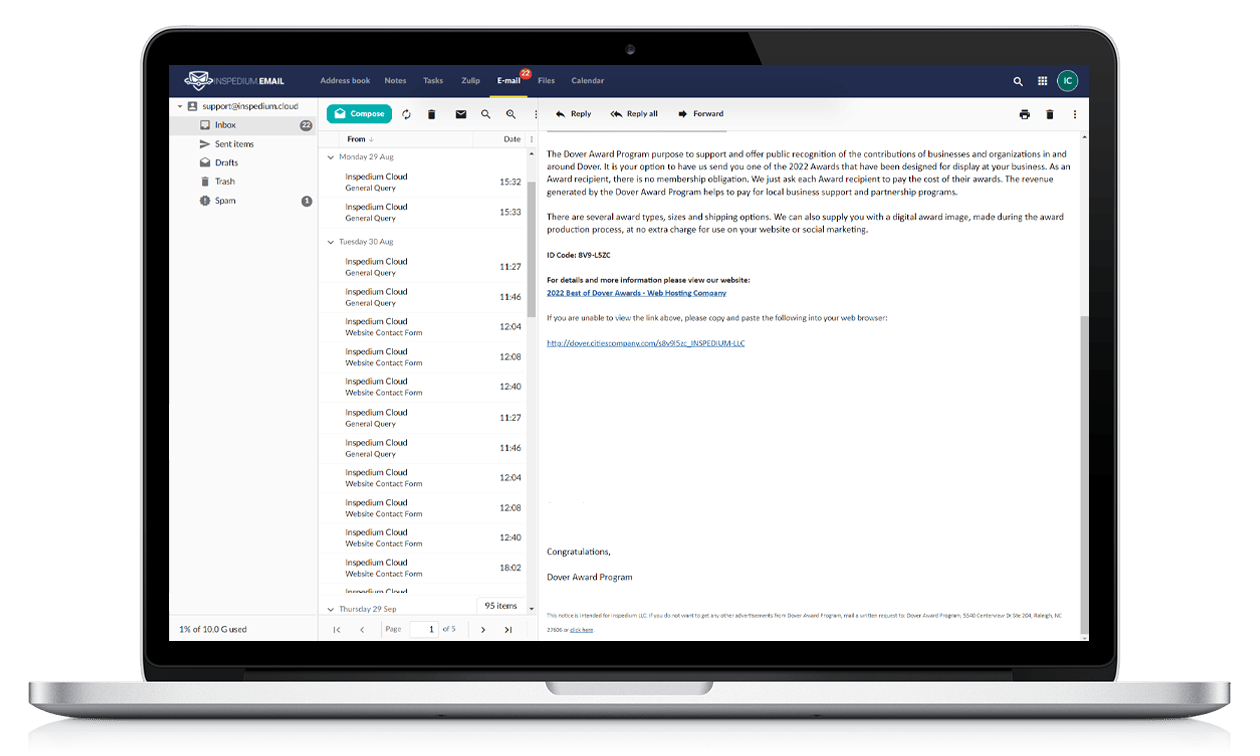 INSPEDIUM EMAIL
Address book Notes Tasks Zulip E-mail 22 Files Calendar
IC
support@inspedium.cloud
Inbox 22
Sent items
Drafts
Trash
Spam 1
1% of 10.0 G used
Compose
From Date
Monday 29 Aug
Inspedium Cloud
General Query 15:32
Inspedium Cloud
General Query 15:33
Tuesday 30 Aug
Inspedium Cloud
General Query 11:27
Inspedium Cloud
General Query 11:46
Inspedium Cloud
Website Contact Form 12:04
Inspedium Cloud
Website Contact Form 12:08
Inspedium Cloud
Website Contact Form 12:40
Inspedium Cloud
General Query 11:27
Inspedium Cloud
General Query 11:46
Inspedium Cloud
Website Contact Form 12:04
Inspedium Cloud
Website Contact Form 12:08
Inspedium Cloud
Website Contact Form 12:40
Inspedium Cloud
Website Contact Form 18:02
Inspedium Cloud
Thursday 29 Sep
95 items
Page 1 of 5
Reply Reply all Forward
The Dover Award Program purpose to support and offer public recognition of the contributions of businesses and organizations in and
around Dover. It is your option to have us send you one of the 2022 Awards that have been designed for display at your business. As an
Award recipient, there is no membership obligation. We just ask each Award recipient to pay the cost of their awards. The revenue
generated by the Dover Award Program helps to pay for local business support and partnership programs.
There are several award types, sizes and shipping options. We can also supply you with a digital award image, made during the award
production process, at no extra charge for use on your website or social marketing.
ID Code: 8V9-L5ZC
For details and more information please view our website:
2022 Best of Dover Awards - Web Hosting Company
If you are unable to view the link above, please copy and paste the following into your web browser:
http://dover.citiescompany.com/s8v9l5zc_INSPEDIUM-LLC
Congratulations,
Dover Award Program
This notice is intended for Inspedium LLC. If you do not want to get any other advertisements from Dover Award Program, mail a written request to: Dover Award Program, 5540 Centerview Dr Ste 204, Raleigh, NC
27606 or click here.